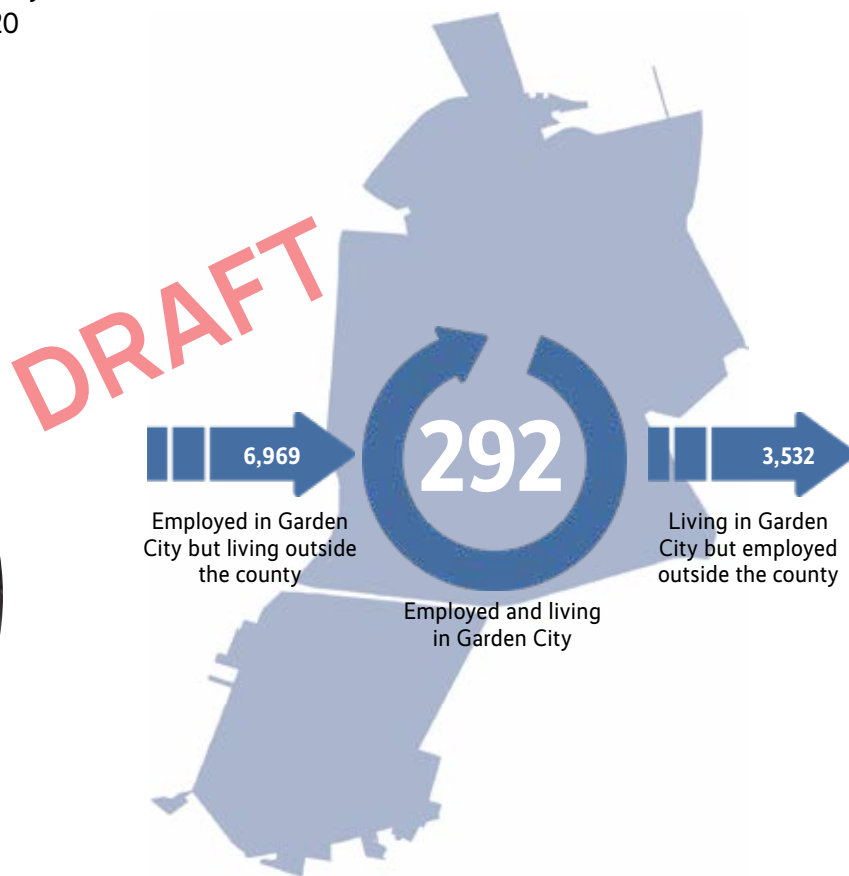 20
DRAFT
6,969
292
3,532
Employed in Garden
City but living outside
the county
Living in Garden
City but employed
outside the county
Employed and living
in Garden City